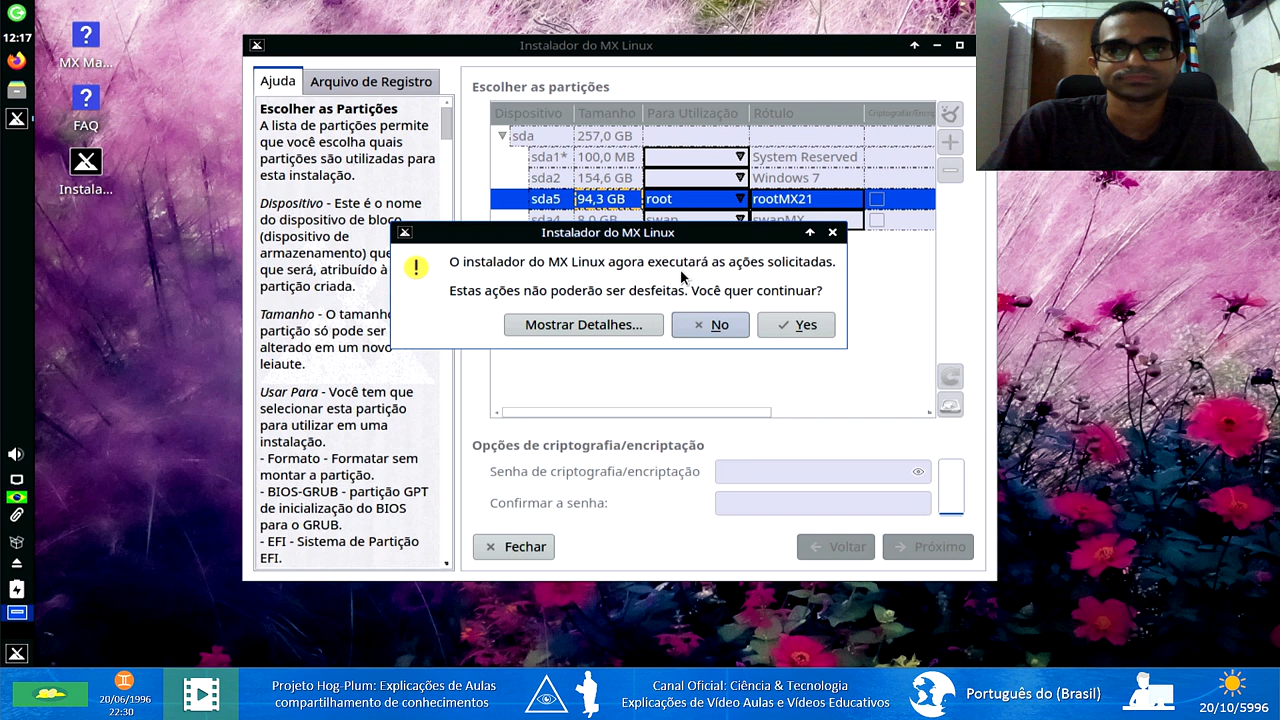 12:17
MX Ma...
FAQ
Instala...
Instalador do MX Linux
Ajuda
Arquivo de Registro
Escolher as Partições
A lista de partições permite
que você escolha quais
partições são utilizadas para
esta instalação.
Dispositivo - Este é o nome
do dispositivo de bloco
(dispositivo de
armazenamento) que
que será, atribuído à
partição criada.
Tamanho - O tamanho
partição só pode ser
alterado em um novo
leiaute.
Usar Para - Você tem que
selecionar esta partição
para utilizar em uma
instalação.
- Formato - Formatar sem
montar a partição.
- BIOS-GRUB - partição GPT
de inicialização do BIOS
para o GRUB.
- EFI - Sistema de Partição
EFI.
Escolher as partições
Dispositivo Tamanho Para Utilização Rótulo
sda 257,0 GB
sda1* 100,0 MB System Reserved
sda2 154,6 GB Windows 7
sda5 94,3 GB root rootMX21
sda4 8,0 GB swap swapMX
Instalador do MX Linux
O instalador do MX Linux agora executará as ações solicitadas.
Estas ações não poderão ser desfeitas. Você quer continuar?
Mostrar Detalhes...
No
Yes
Opções de criptografia/encriptação
Senha de criptografia/encriptação
Confirmar a senha:
Fechar
Voltar
Próximo
20/06/1996
22:30
Projeto Hog-Plum: Explicações de Aulas
compartilhamento de conhecimentos
Canal Oficial: Ciência & Tecnologia
Explicações de Vídeo Aulas e Vídeos Educativos
Português do (Brasil)
20/10/5996